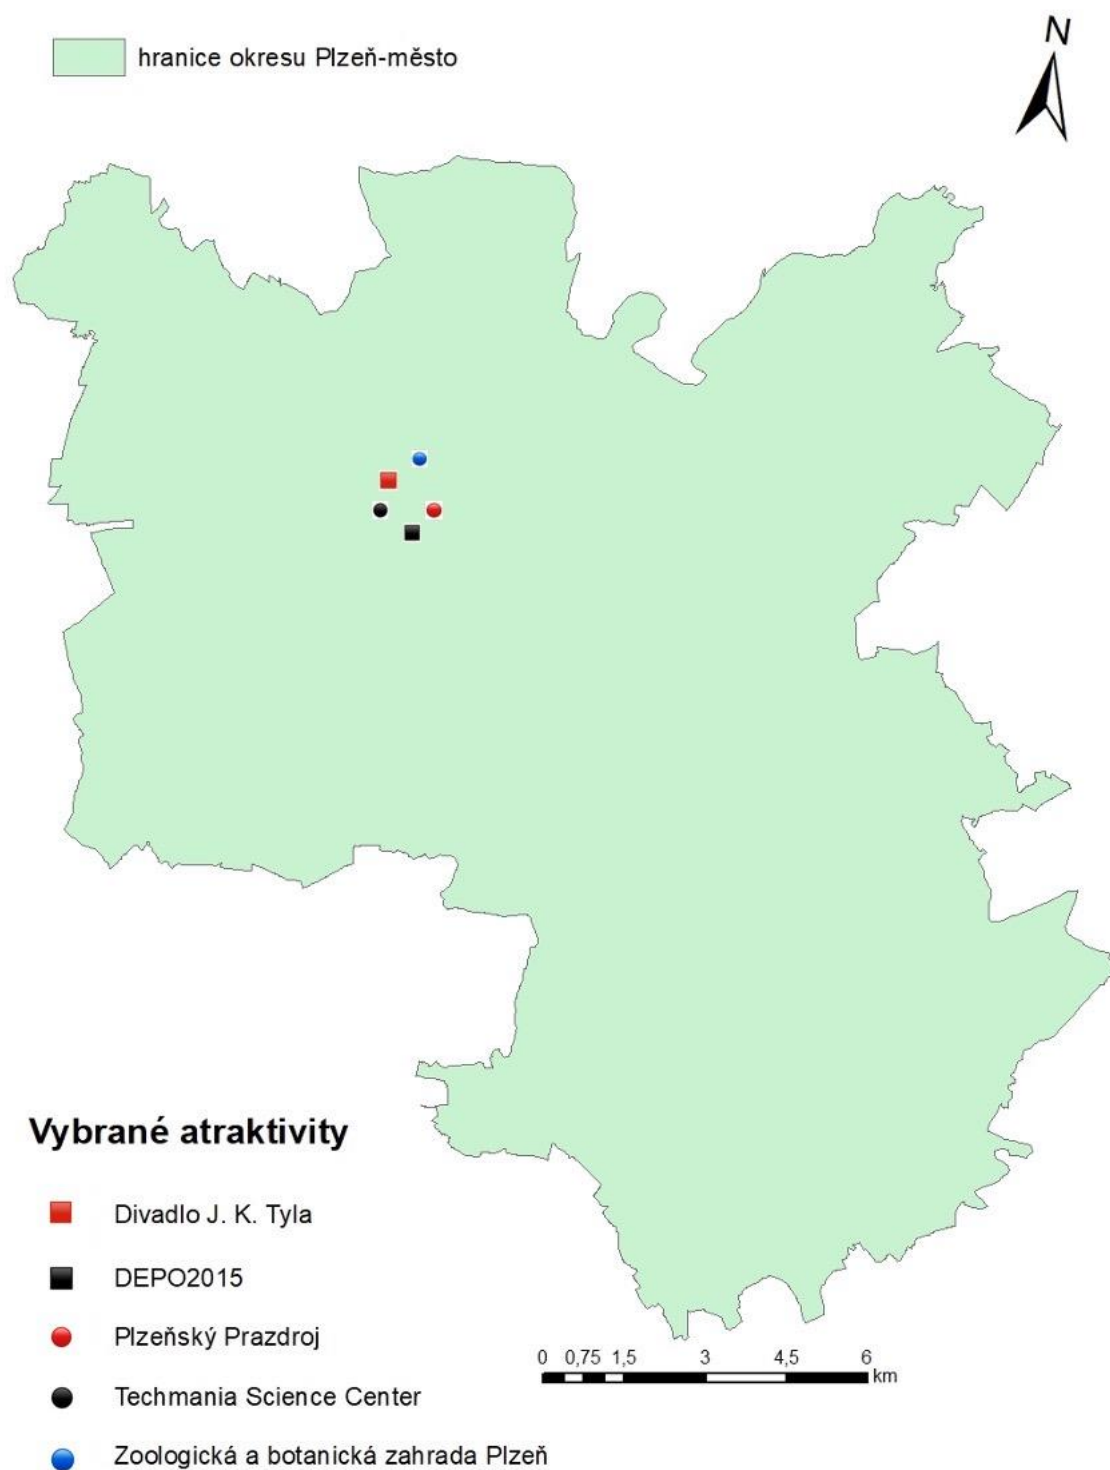 hranice okresu Plzeň-město
N
Vybrané atraktivity
Divadlo J. K. Tyla
DEPO2015
Plzeňský Prazdroj
Techmania Science Center
Zoologická a botanická zahrada Plzeň
0 0,75 1,5 3 4,5 6
km